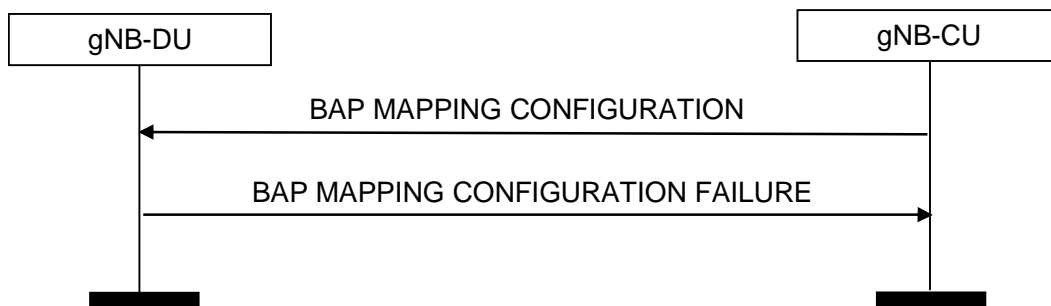 gNB-DU
gNB-CU
BAP MAPPING CONFIGURATION
BAP MAPPING CONFIGURATION FAILURE